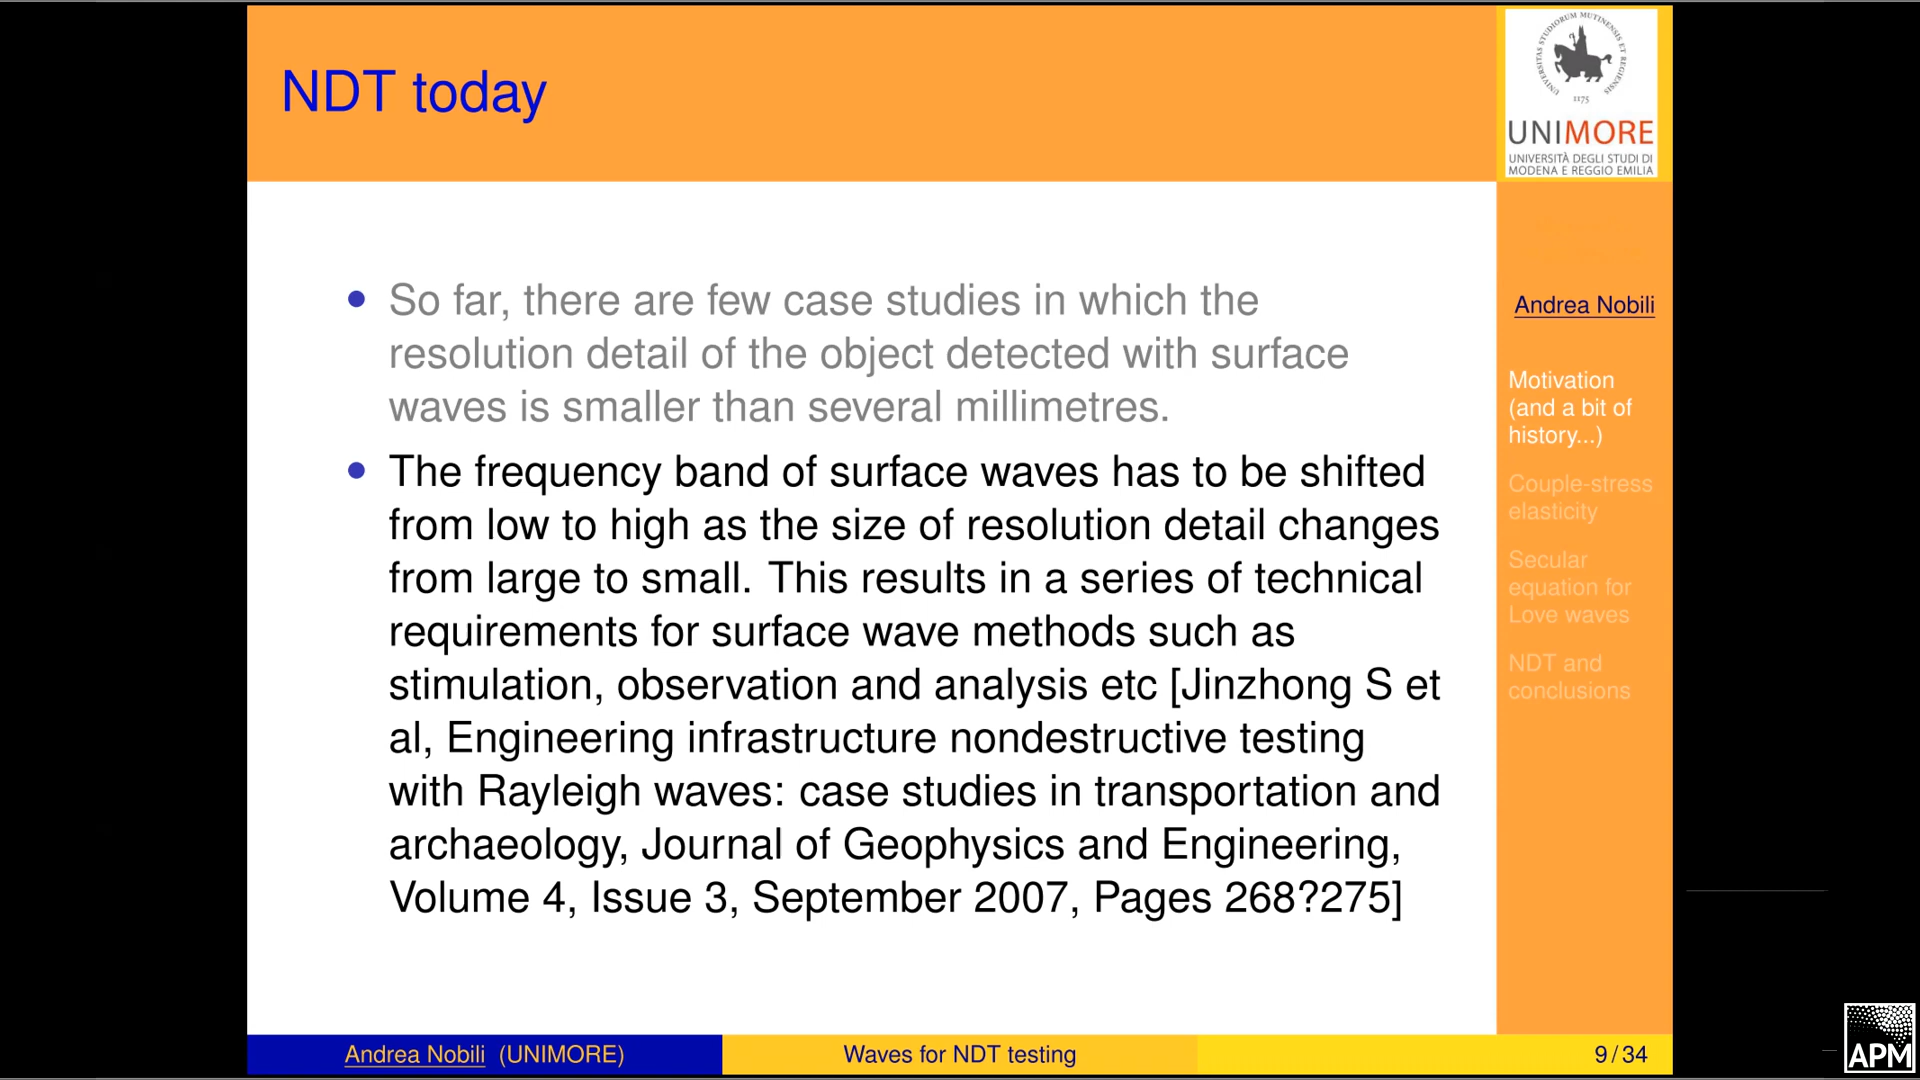 NDT today
UNIVERSITAS STUDIORUM MUTINENSIS ET REGIENSIS
1175
UNIMORE
UNIVERSITÀ DEGLI STUDI DI
MODENA E REGGIO EMILIA
• So far, there are few case studies in which the
resolution detail of the object detected with surface
waves is smaller than several millimetres.
• The frequency band of surface waves has to be shifted
from low to high as the size of resolution detail changes
from large to small. This results in a series of technical
requirements for surface wave methods such as
stimulation, observation and analysis etc [Jinzhong S et
al, Engineering infrastructure nondestructive testing
with Rayleigh waves: case studies in transportation and
archaeology, Journal of Geophysics and Engineering,
Volume 4, Issue 3, September 2007, Pages 268?275]
Andrea Nobili
Motivation
(and a bit of
history...)
Couple-stress
elasticity
Secular
equation for
Love waves
NDT and
conclusions
Andrea Nobili (UNIMORE)
Waves for NDT testing
9 / 34
APM